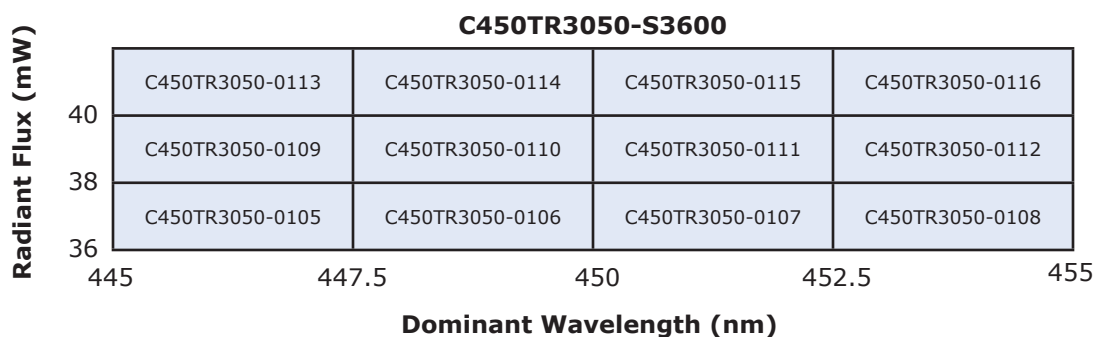 C450TR3050-S3600
Radiant Flux (mW)
C450TR3050-0113 C450TR3050-0114 C450TR3050-0115 C450TR3050-0116
40
C450TR3050-0109 C450TR3050-0110 C450TR3050-0111 C450TR3050-0112
38
C450TR3050-0105 C450TR3050-0106 C450TR3050-0107 C450TR3050-0108
36
445 447.5 450 452.5 455
Dominant Wavelength (nm)